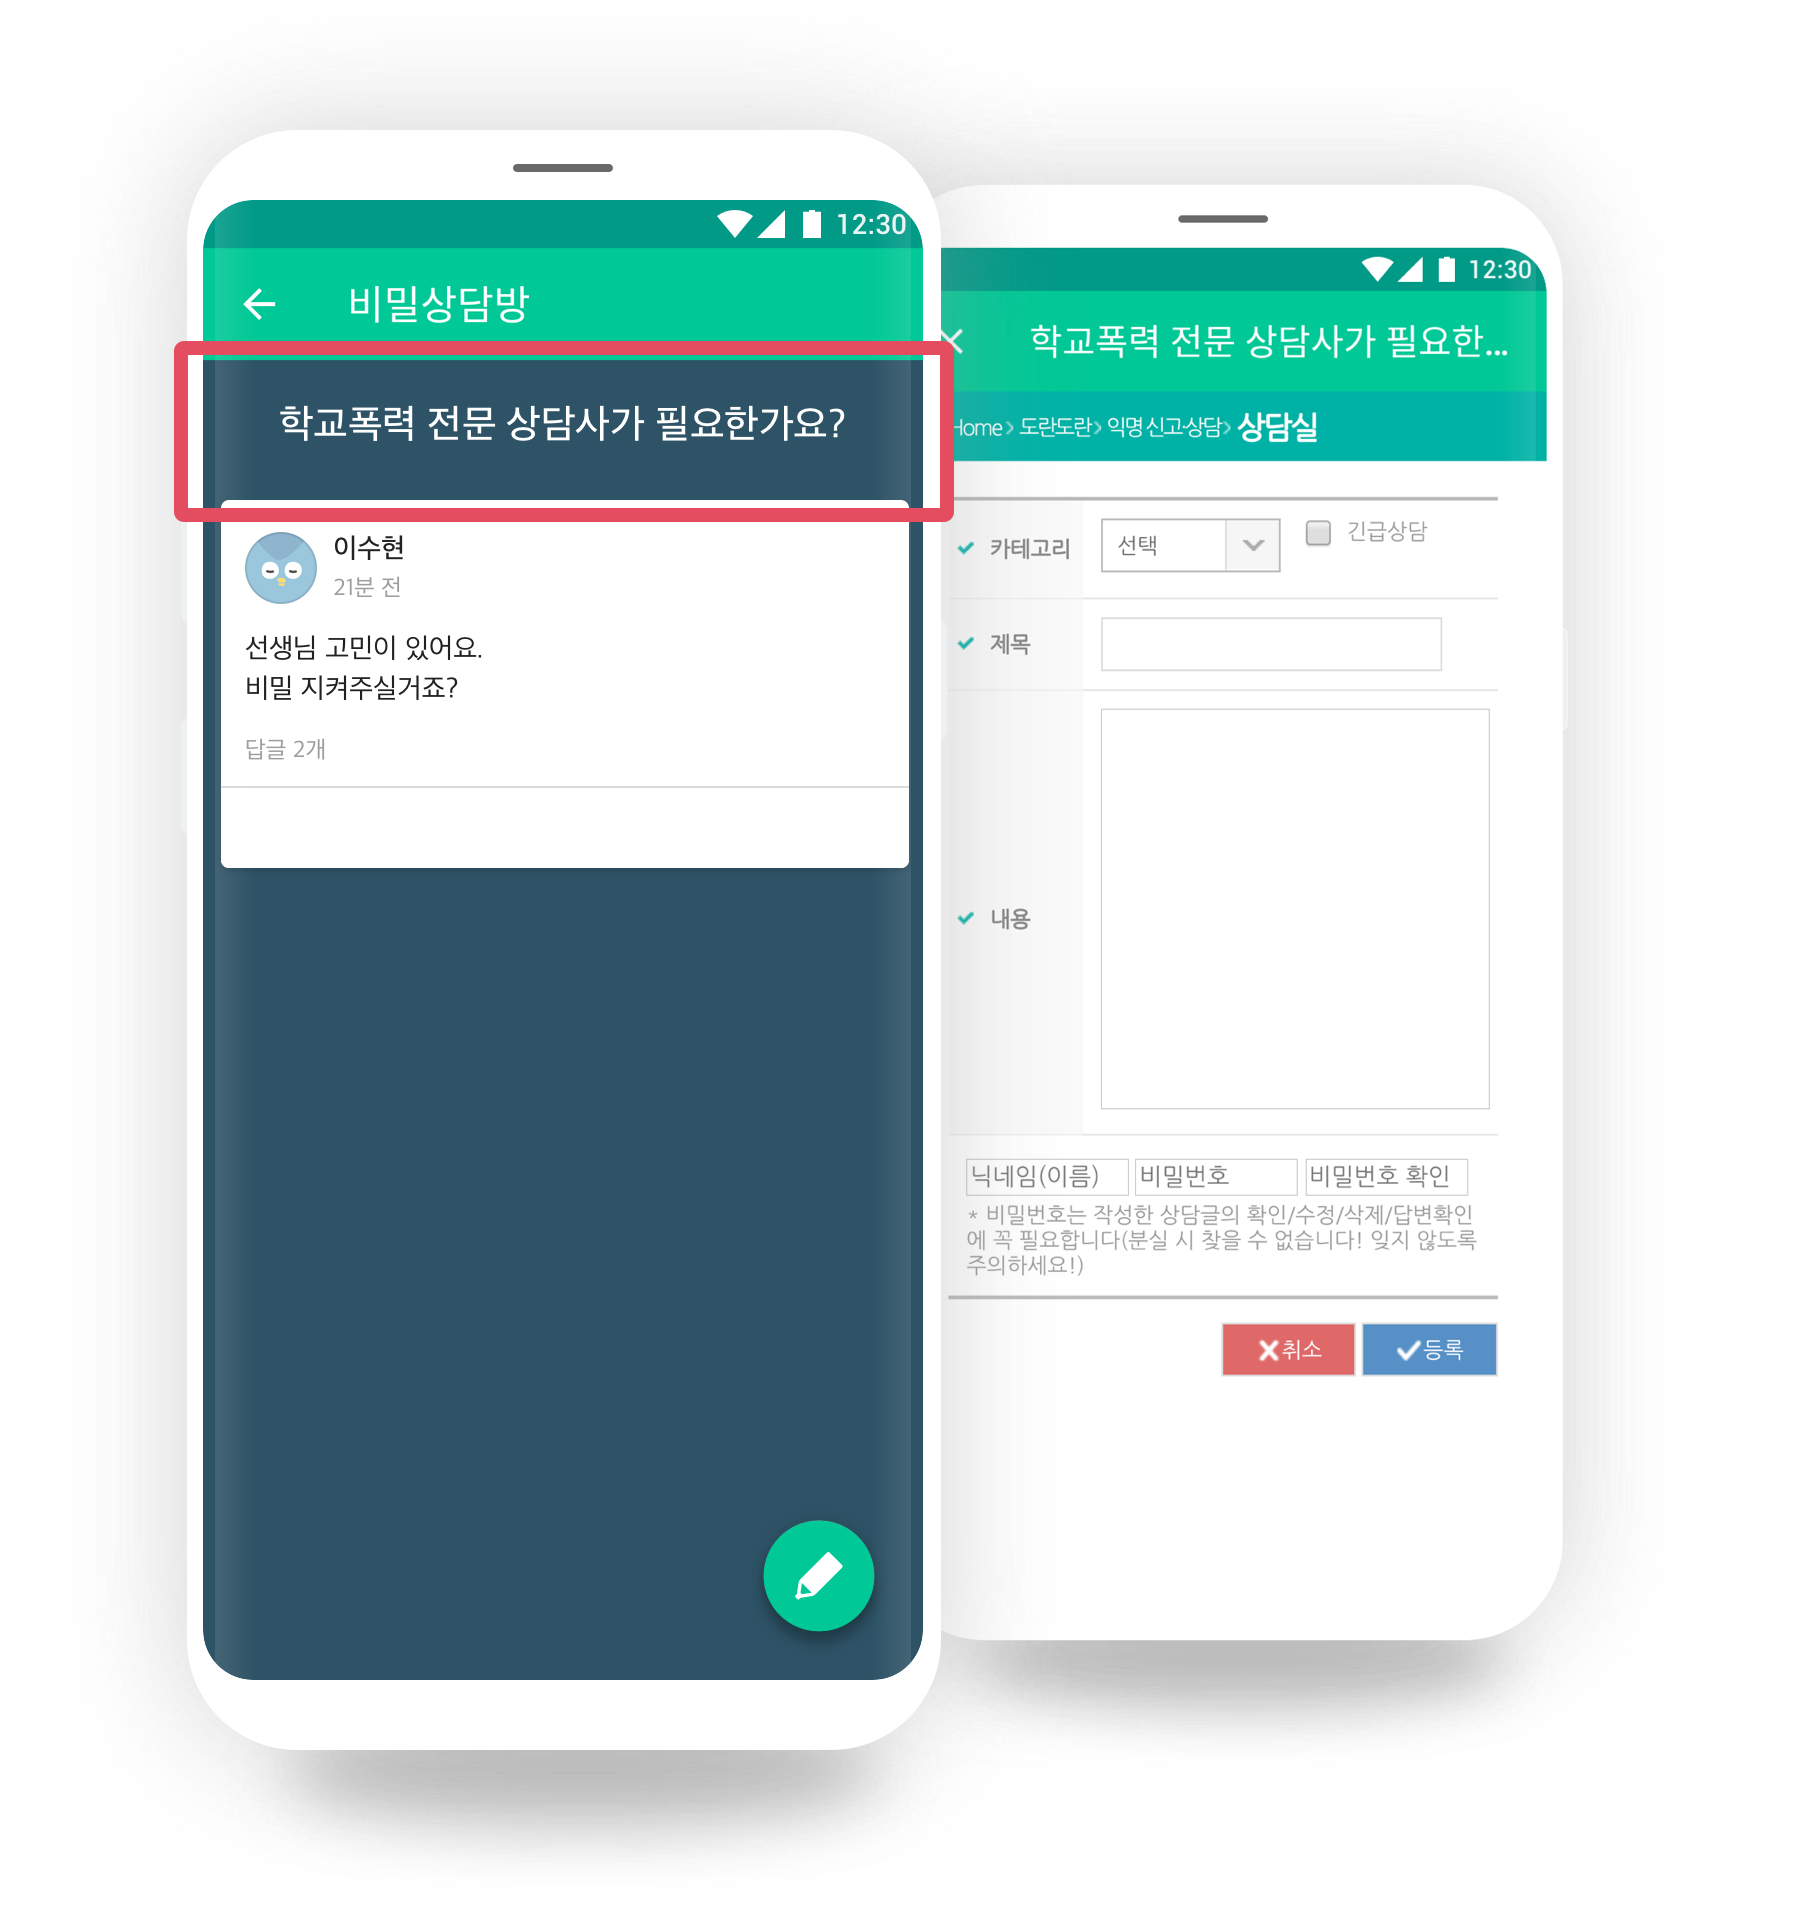 12:30
비밀상담방
학교폭력 전문 상담사가 필요한가요?
이수현
21분 전
선생님 고민이 있어요.
비밀 지켜주실거죠?
답글 2개
12:30
학교폭력 전문 상담사가 필요한...
Home > 도란도란 > 익명 신고·상담 > 상담실
카테고리 선택 긴급상담
제목
내용
닉네임(이름) 비밀번호 비밀번호 확인
* 비밀번호는 작성한 상담글의 확인/수정/삭제/답변확인
에 꼭 필요합니다(분실 시 찾을 수 없습니다! 잊지 않도록
주의하세요!)
취소 등록